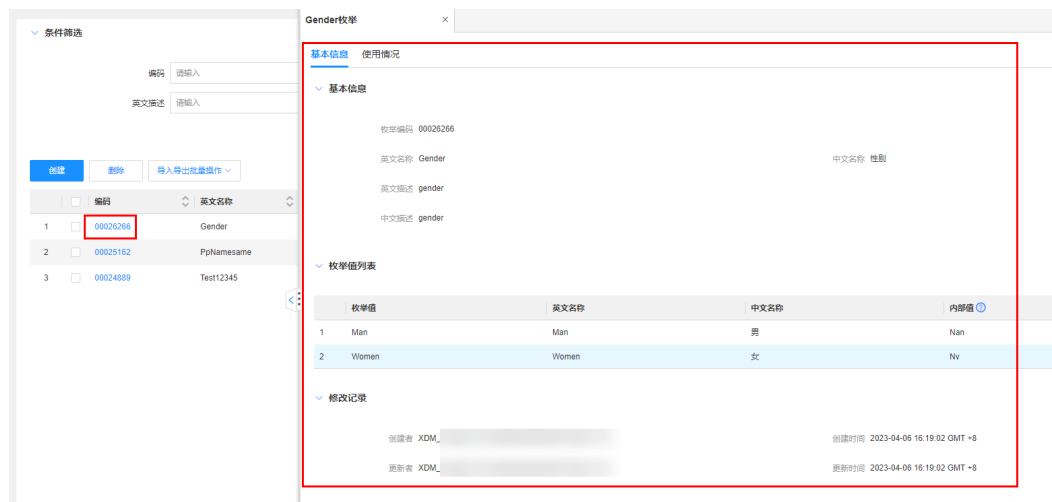 条件筛选
编码 请输入
英文描述 请输入
创建 删除 导入导出批量操作
编码 英文名称
1 00026266 Gender
2 00025162 PpNamesame
3 00024889 Test12345
Gender枚举 ×
基本信息 使用情况
基本信息
枚举编码 00026266
英文名称 Gender 中文名称 性别
英文描述 gender
中文描述 gender
枚举值列表
枚举值 英文名称 中文名称 内部值 ?
1 Man Man 男 Nan
2 Women Women 女 Nv
修改记录
创建者 XDM_ 创建时间 2023-04-06 16:19:02 GMT +8
更新者 XDM_ 更新时间 2023-04-06 16:19:02 GMT +8